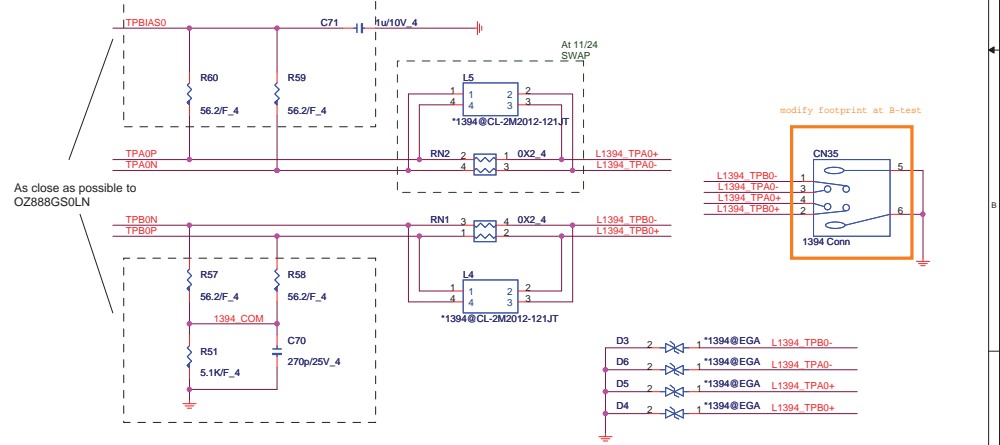 TPBIAS0
C71
1u/10V_4
At 11/24
SWAP
R60
R59
56.2/F_4
56.2/F_4
L5
1
4
1
4
2
3
2
3
*1394@CL-2M2012-121JT
modify footprint at B-test
TPA0P
TPA0N
RN2
2
4
1
3
0X2_4
L1394_TPA0+
L1394_TPA0-
CN35
5
L1394_TPB0-
L1394_TPA0-
L1394_TPA0+
L1394_TPB0+
1
3
4
2
6
1394 Conn
As close as possible to
OZ888GS0LN
B
TPB0N
TPB0P
RN1
3
1
4
2
0X2_4
L1394_TPB0-
L1394_TPB0+
R57
R58
56.2/F_4
56.2/F_4
L4
1
4
1
4
2
3
2
3
*1394@CL-2M2012-121JT
1394_COM
R51
5.1K/F_4
C70
270p/25V_4
D3
2
1
*1394@EGA
L1394_TPB0-
D6
2
1
*1394@EGA
L1394_TPA0-
D5
2
1
*1394@EGA
L1394_TPA0+
D4
2
1
*1394@EGA
L1394_TPB0+